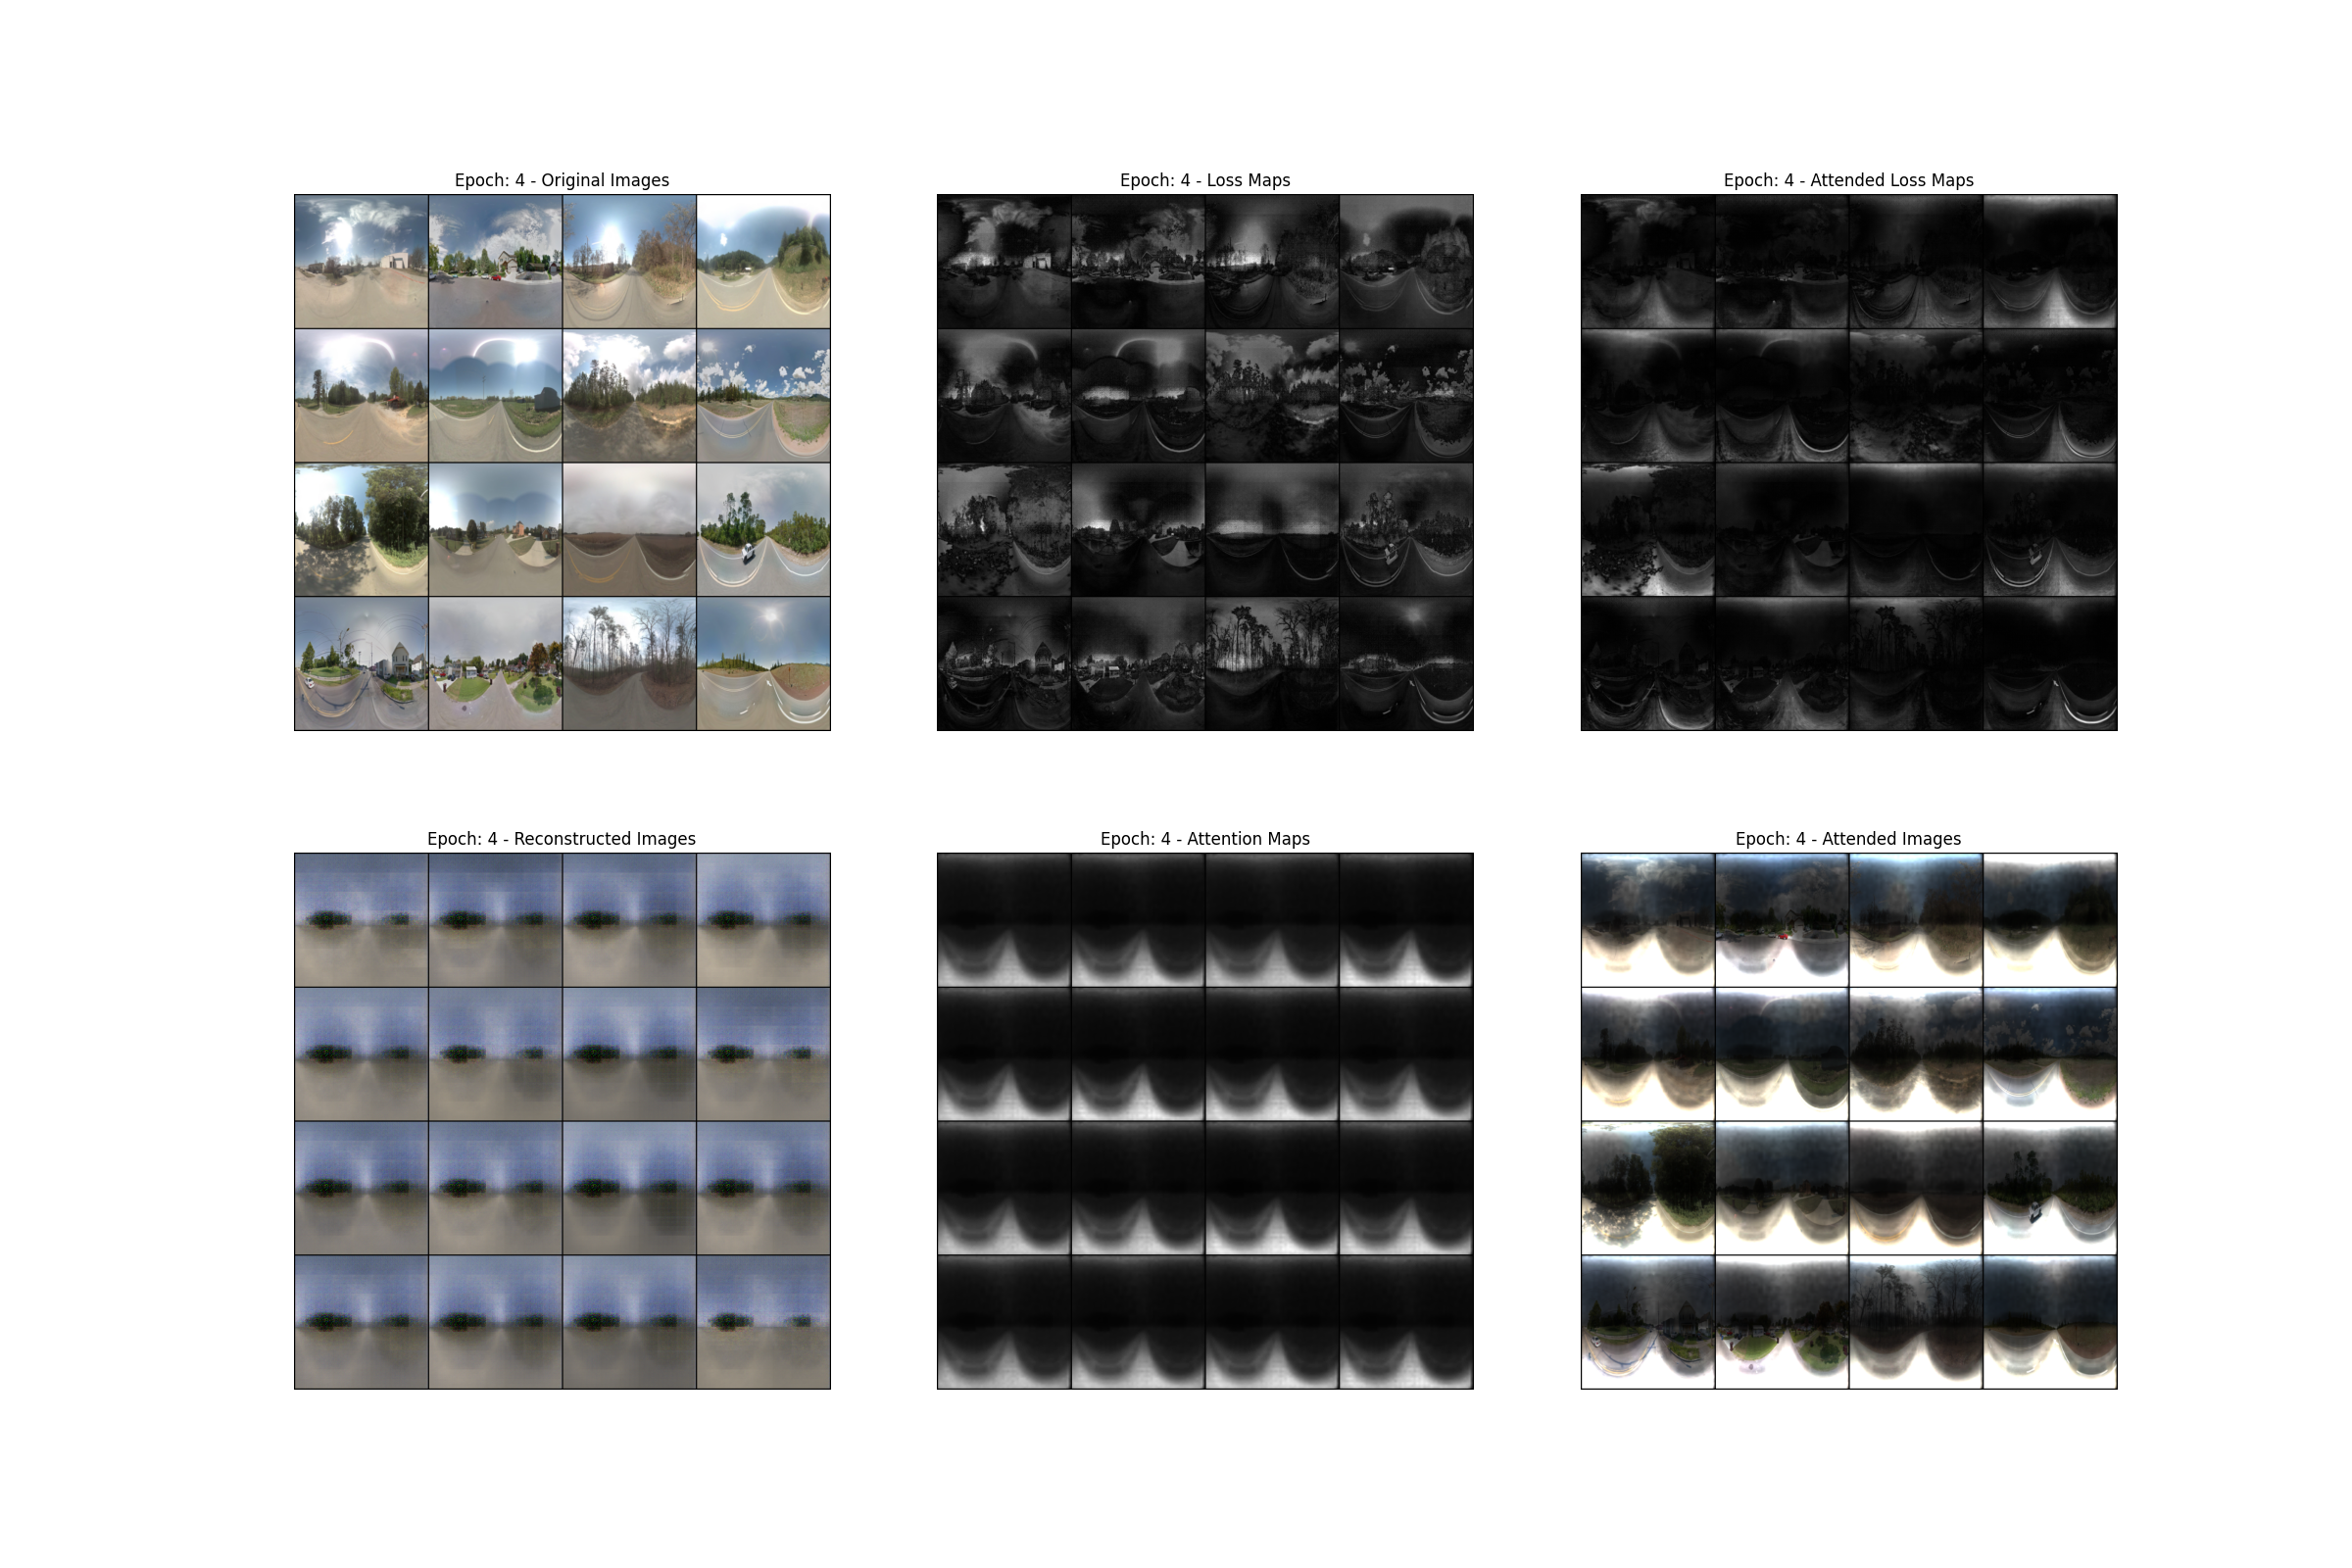 Epoch: 4 - Original Images
Epoch: 4 - Loss Maps
Epoch: 4 - Attended Loss Maps
Epoch: 4 - Reconstructed Images
Epoch: 4 - Attention Maps
Epoch: 4 - Attended Images